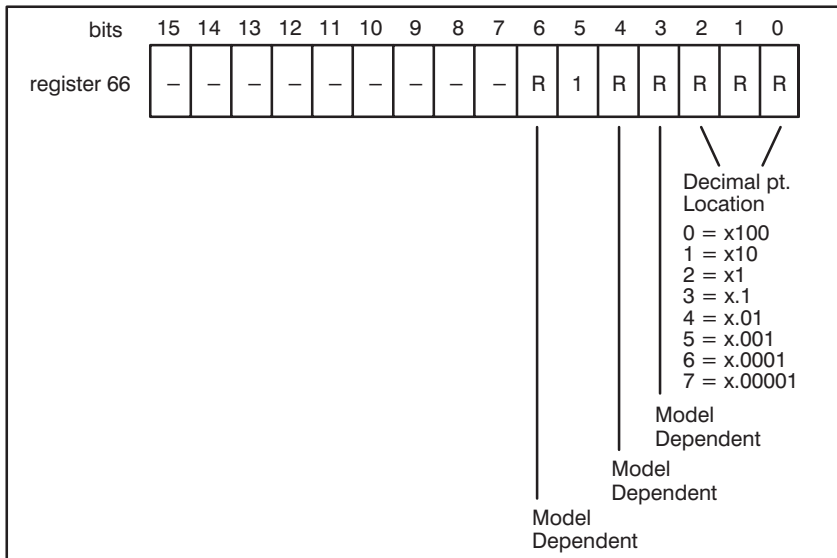 bits 15 14 13 12 11 10 9 8 7 6 5 4 3 2 1 0
register 66 – – – – – – – – – R 1 R R R R R
Decimal pt.
Location
0 = x100
1 = x10
2 = x1
3 = x.1
4 = x.01
5 = x.001
6 = x.0001
7 = x.00001
Model
Dependent
Model
Dependent
Model
Dependent